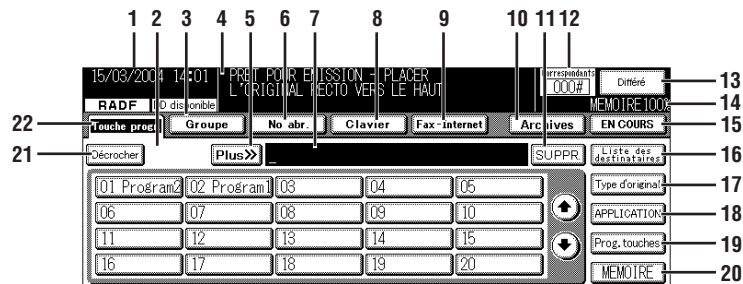 1 2 3 4 5 6 7 8 9 10 11 12
15/03/2004 14:01 PRET POUR EMISSION - PLACER
L'ORIGINAL RECTO VERS LE HAUT
Correspondants
000#
Différé 13
RADF DD disponible MEMOIRE100% 14
22 Touche progr Groupe No abr. Clavier Fax-Internet Archives EN COURS 15
21 Décrocher Plus>> _ SUPPR. Liste des destinataires 16
01 Program2 02 Program1 03 04 05 Type d'original 17
06 07 08 09 10 APPLICATION 18
11 12 13 14 15 Prog. touches 19
16 17 18 19 20 MEMOIRE 20